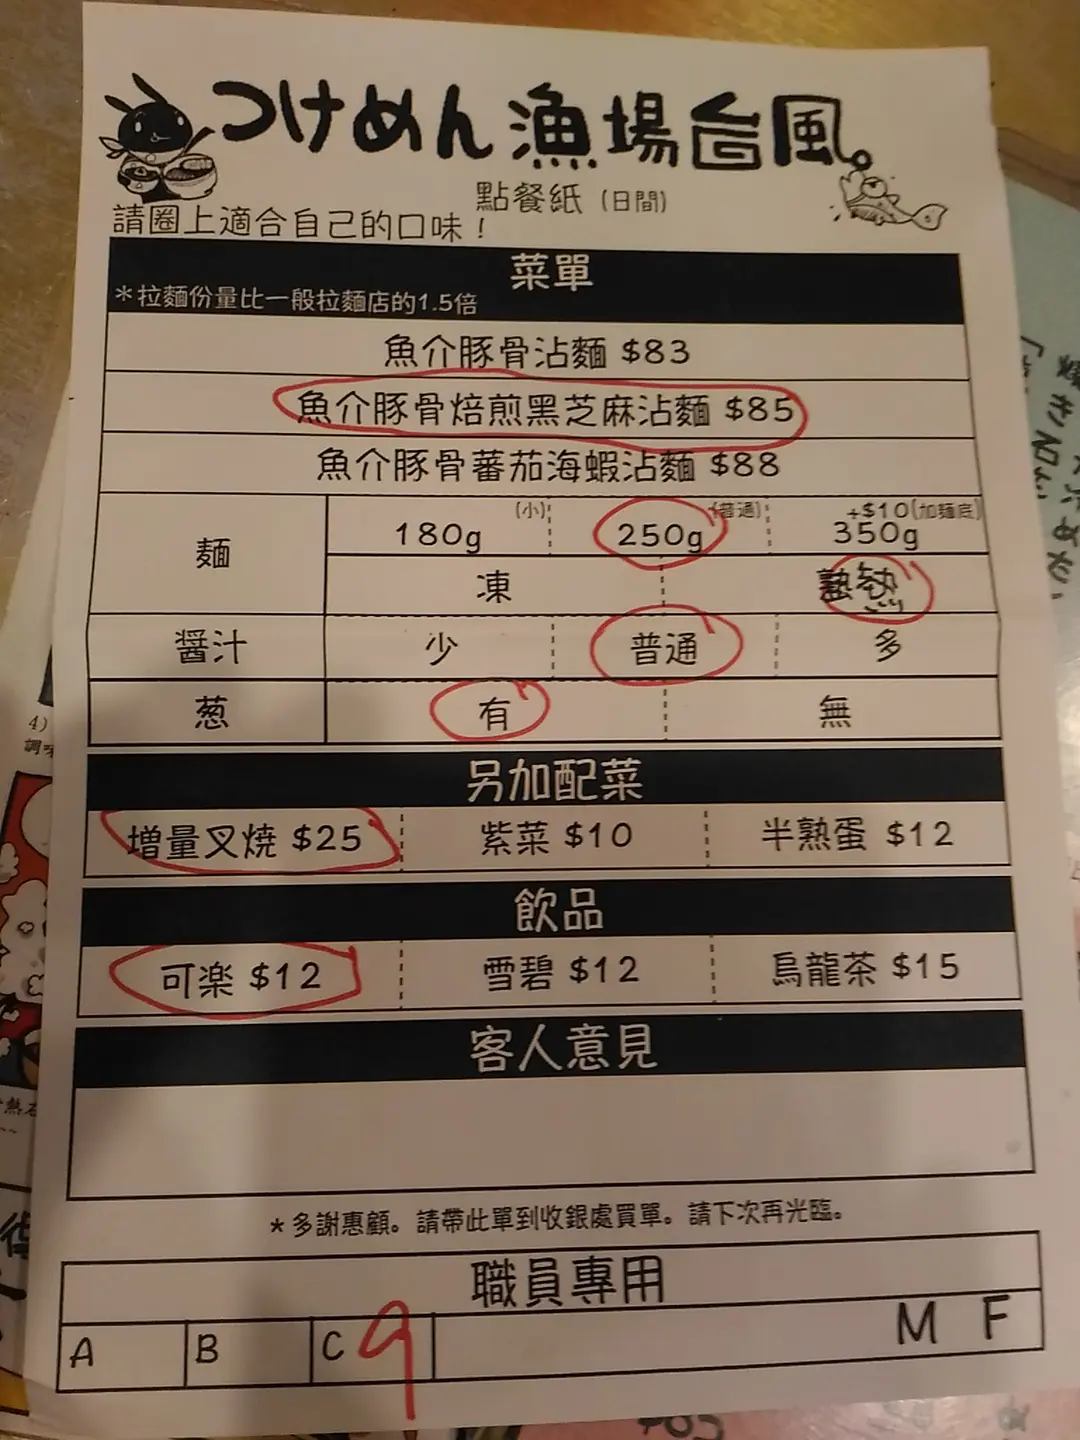 つけめん 漁場台風。
點餐紙(日間)
請圈上適合自己的口味!
菜單
*拉麵份量比一般拉麵店的1.5倍
魚介豚骨沾麵 $83
魚介豚骨焙煎黑芝麻沾麵 $85
魚介豚骨蕃茄海蝦沾麵 $88
麵 180g (小) 250g (普通) 350g +$10(加麵底)
凍 熱
醬汁 少 普通 多
葱 有 無
另加配菜
增量叉燒 $25 紫菜 $10 半熟蛋 $12
飲品
可楽 $12 雪碧 $12 烏龍茶 $15
客人意見
*多謝惠顧。請帶此單到收銀處買單。請下次再光臨。
職員專用
A B C 9 M F
4)